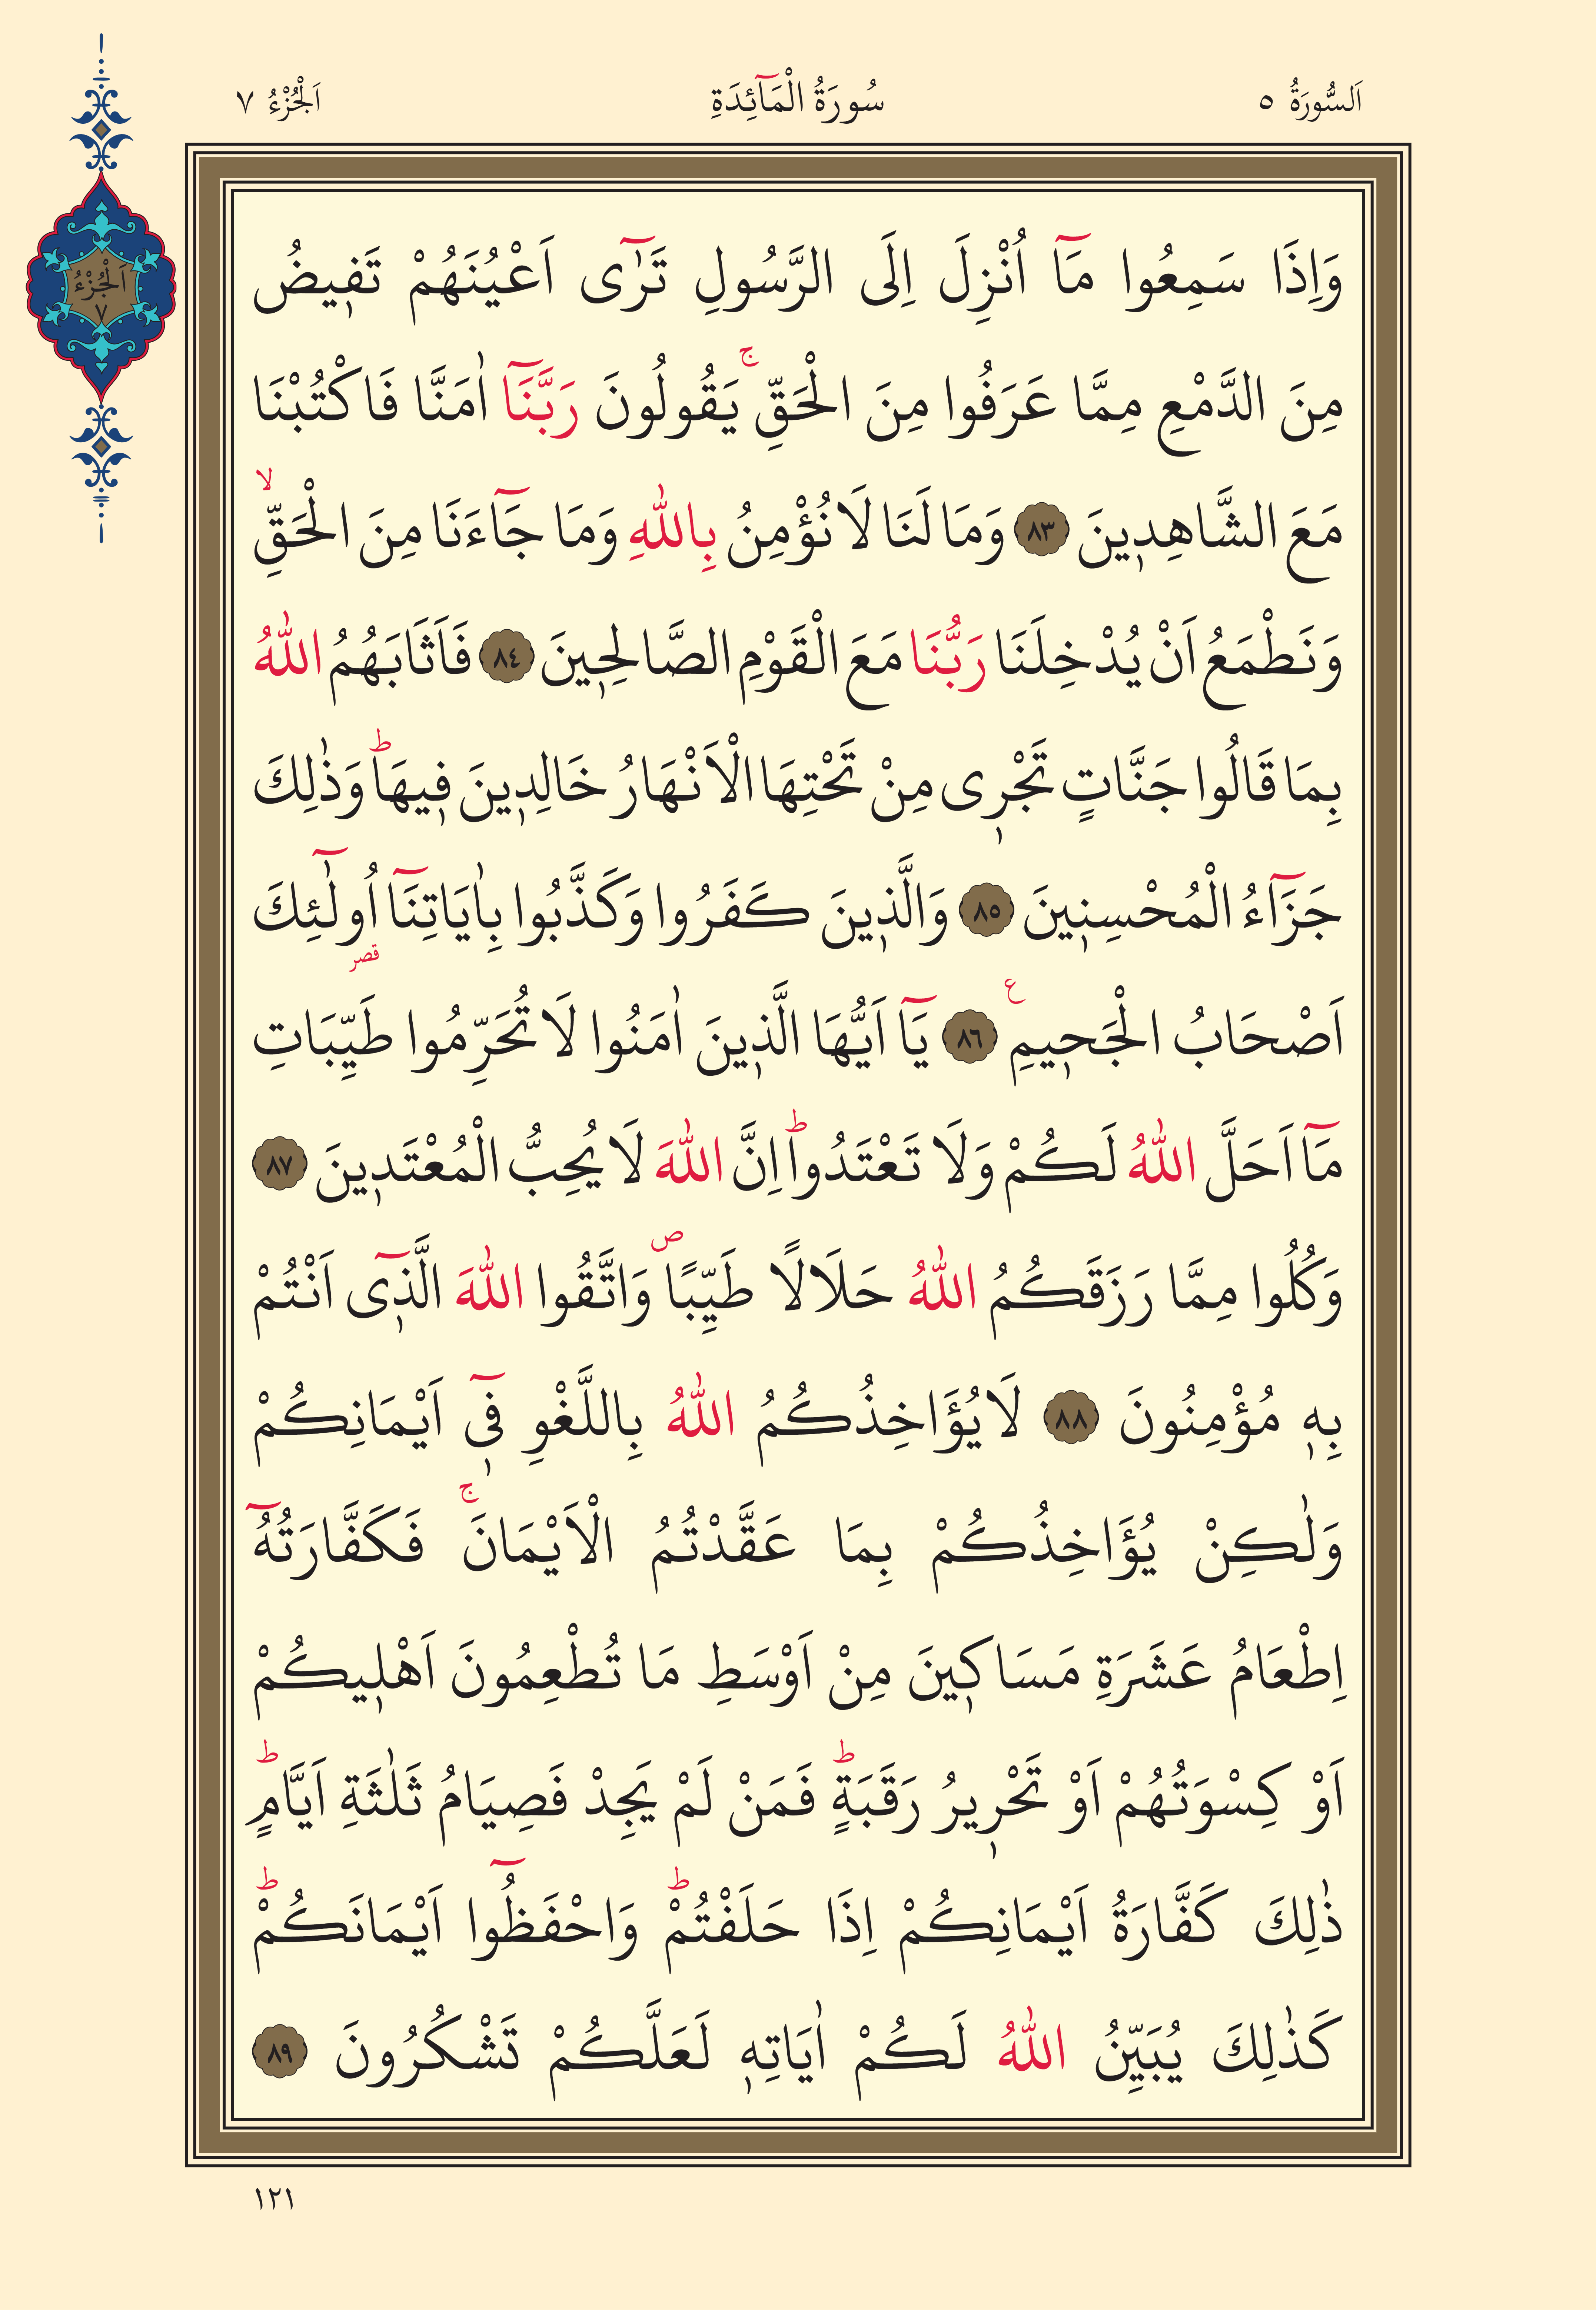 اَلسُّورَةُ ٥
سُورَةُ الْمَآئِدَةِ
اَلْجُزْءُ ٧
اَلْجُزْءُ
٧
وَاِذَا سَمِعُوا مَآ اُنْزِلَ اِلَى الرَّسُولِ تَرٰٓى اَعْيُنَهُمْ تَفٖيضُ
مِنَ الدَّمْعِ مِمَّا عَرَفُوا مِنَ الْحَقِّۚ يَقُولُونَ رَبَّنَآ اٰمَنَّا فَاكْتُبْنَا
مَعَ الشَّاهِدٖينَ ٨٣ وَمَا لَنَا لَا نُؤْمِنُ بِاللّٰهِ وَمَا جَآءَنَا مِنَ الْحَقِّۙ
وَنَطْمَعُ اَنْ يُدْخِلَنَا رَبُّنَا مَعَ الْقَوْمِ الصَّالِحٖينَ ٨٤ فَاَثَابَهُمُ اللّٰهُ
بِمَا قَالُوا جَنَّاتٍ تَجْرٖى مِنْ تَحْتِهَا الْاَنْهَارُ خَالِدٖينَ فٖيهَاؕ وَذٰلِكَ
جَزَآءُ الْمُحْسِنٖينَ ٨٥ وَالَّذٖينَ كَفَرُوا وَكَذَّبُوا بِاٰيَاتِنَآ اُولٰٓئِكَ
قصر
اَصْحَابُ الْجَحٖيمِ ع ٨٦ يَآ اَيُّهَا الَّذٖينَ اٰمَنُوا لَا تُحَرِّمُوا طَيِّبَاتِ
مَآ اَحَلَّ اللّٰهُ لَكُمْ وَلَا تَعْتَدُواؕ اِنَّ اللّٰهَ لَا يُحِبُّ الْمُعْتَدٖينَ ٨٧
وَكُلُوا مِمَّا رَزَقَكُمُ اللّٰهُ حَلَالًا طَيِّبًاࣕ وَاتَّقُوا اللّٰهَ الَّذٖٓى اَنْتُمْ
بِهٖ مُؤْمِنُونَ ٨٨ لَا يُؤَاخِذُكُمُ اللّٰهُ بِاللَّغْوِ فٖٓى اَيْمَانِكُمْ
وَلٰكِنْ يُؤَاخِذُكُمْ بِمَا عَقَّدْتُمُ الْاَيْمَانَۚ فَكَفَّارَتُهُٓ
اِطْعَامُ عَشَرَةِ مَسَاكٖينَ مِنْ اَوْسَطِ مَا تُطْعِمُونَ اَهْلٖيكُمْ
اَوْ كِسْوَتُهُمْ اَوْ تَحْرٖيرُ رَقَبَةٍؕ فَمَنْ لَمْ يَجِدْ فَصِيَامُ ثَلٰثَةِ اَيَّامٍؕ
ذٰلِكَ كَفَّارَةُ اَيْمَانِكُمْ اِذَا حَلَفْتُمْؕ وَاحْفَظُٓوا اَيْمَانَكُمْؕ
كَذٰلِكَ يُبَيِّنُ اللّٰهُ لَكُمْ اٰيَاتِهٖ لَعَلَّكُمْ تَشْكُرُونَ ٨٩
١٢١